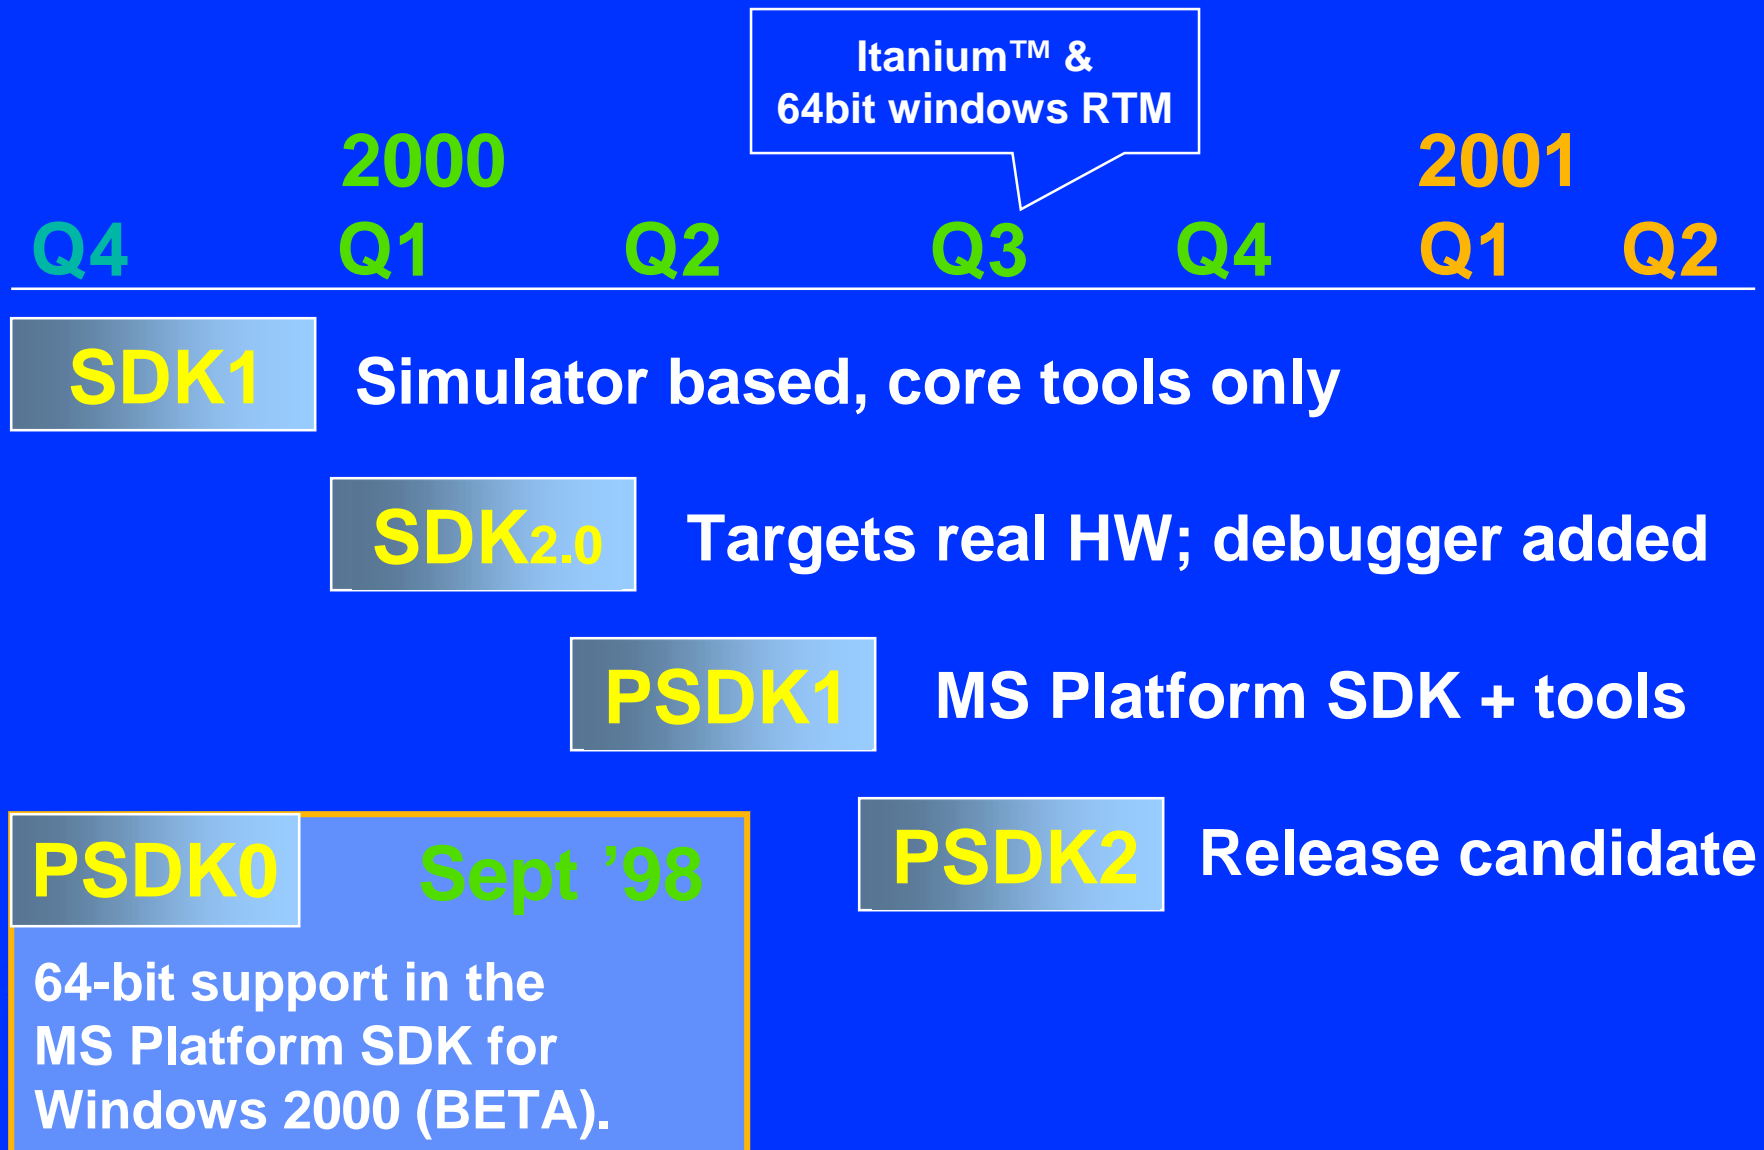 Itanium™ &
64bit windows RTM
2000
2001
Q4 Q1 Q2 Q3 Q4 Q1 Q2
SDK1 Simulator based, core tools only
SDK2.0 Targets real HW; debugger added
PSDK1 MS Platform SDK + tools
PSDK0 Sept ’98
64-bit support in the
MS Platform SDK for
Windows 2000 (BETA).
PSDK2 Release candidate